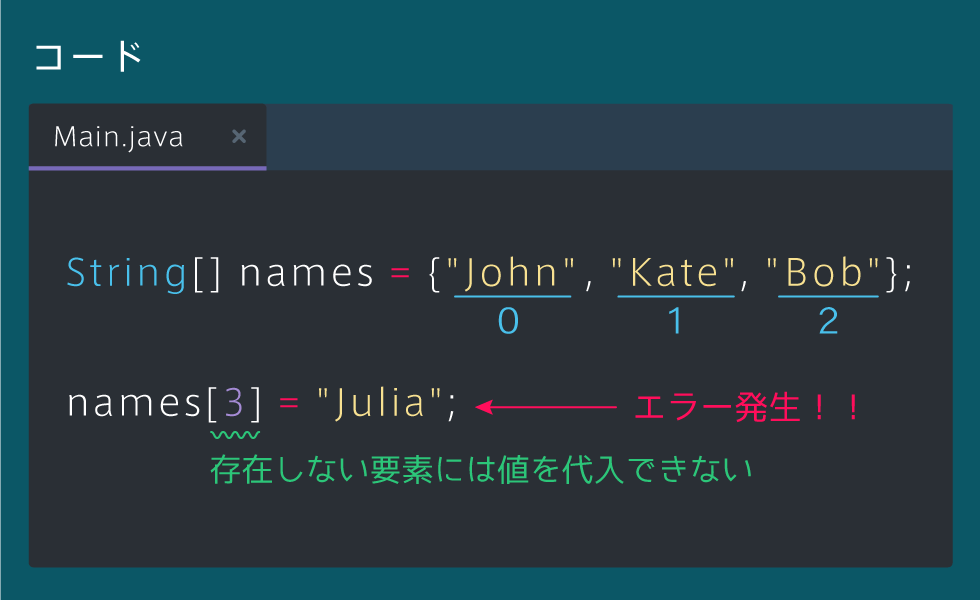 コード
Main.java ×
String[] names = {"John", "Kate", "Bob"};
0 1 2
names[3] = "Julia"; エラー発生！！
存在しない要素には値を代入できない